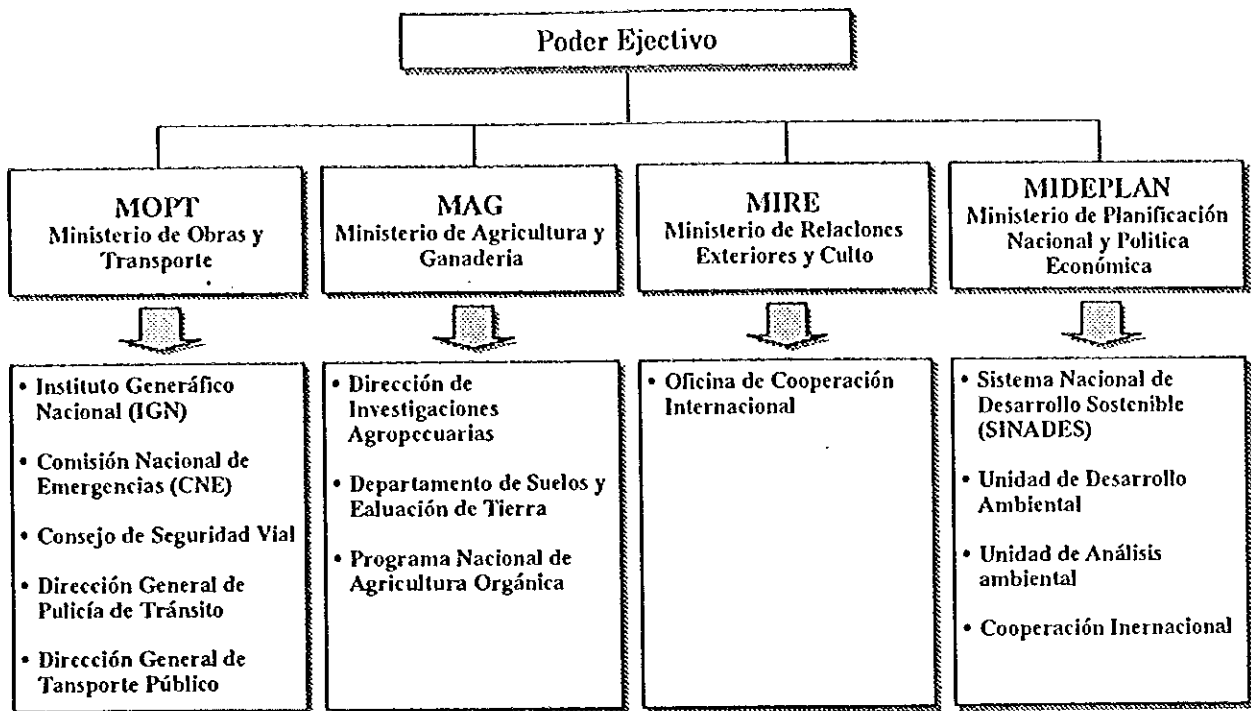 Poder Ejectivo
MOPT
Ministerio de Obras y
Transporte
MAG
Ministerio de Agricultura y
Ganaderia
MIRE
Ministerio de Relaciones
Exteriores y Culto
MIDEPLAN
Ministerio de Planificación
Nacional y Politica
Económica
• Instituto Generáfico
Nacional (IGN)
• Comisión Nacional de
Emergencias (CNE)
• Consejo de Seguridad Vial
• Dirección General de
Pulicía de Tránsito
• Dirección General de
Tansporte Público
• Dirección de
Investigaciones
Agropecuarias
• Departamento de Suelos y
Ealuación de Tierra
• Programa Nacional de
Agricultura Orgánica
• Oficina de Cooperación
Internacional
• Sistema Nacional de
Desarrollo Sostenible
(SINADES)
• Unidad de Desarrollo
Ambiental
• Unidad de Análisis
ambiental
• Cooperación Inernacional